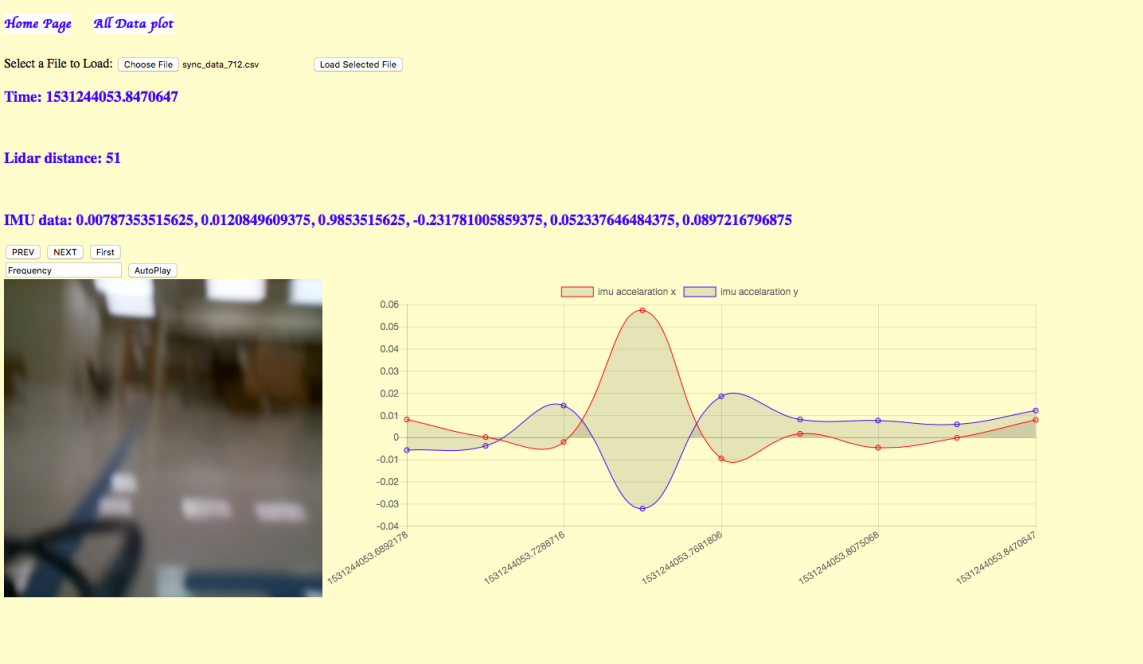 Home Page All Data plot
Select a File to Load: Choose File sync_data_712.csv Load Selected File
Time: 1531244053.8470647
Lidar distance: 51
IMU data: 0.00787353515625, 0.0120849609375, 0.9853515625, -0.231781005859375, 0.052337646484375, 0.0897216796875
PREV NEXT First
Frequency AutoPlay
imu accelaration x imu accelaration y
0.06
0.05
0.04
0.03
0.02
0.01
0
-0.01
-0.02
-0.03
-0.04
1531244053.6892178 1531244053.7288716 1531244053.7681806 1531244053.8075068 1531244053.8470647